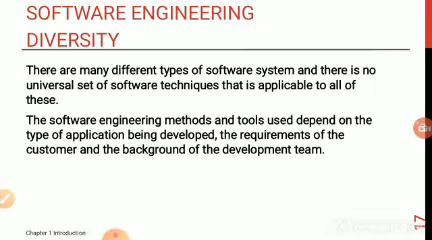 SOFTWARE ENGINEERING
DIVERSITY
There are many different types of software system and there is no
universal set of software techniques that is applicable to all of
these.
The software engineering methods and tools used depend on the
type of application being developed, the requirements of the
customer and the background of the development team.
Chapter 1 Introduction
17